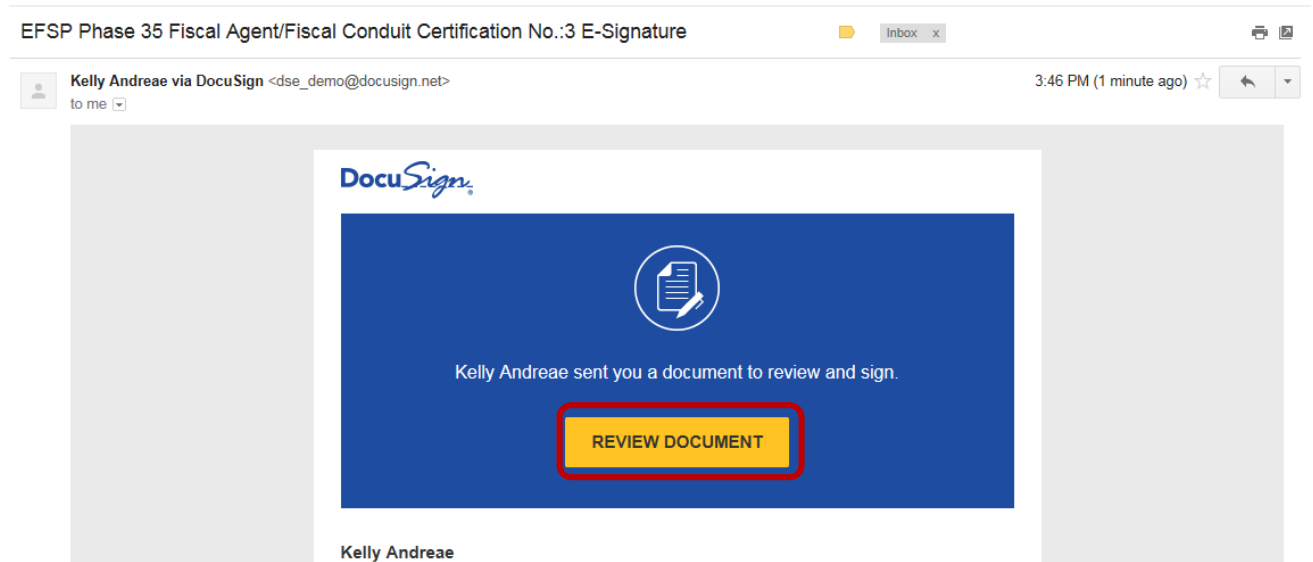 EFSP Phase 35 Fiscal Agent/Fiscal Conduit Certification No.:3 E-Signature
Inbox x
Kelly Andreae via DocuSign <dse_demo@docusign.net>
3:46 PM (1 minute ago)
to me
DocuSign
Kelly Andreae sent you a document to review and sign.
REVIEW DOCUMENT
Kelly Andreae